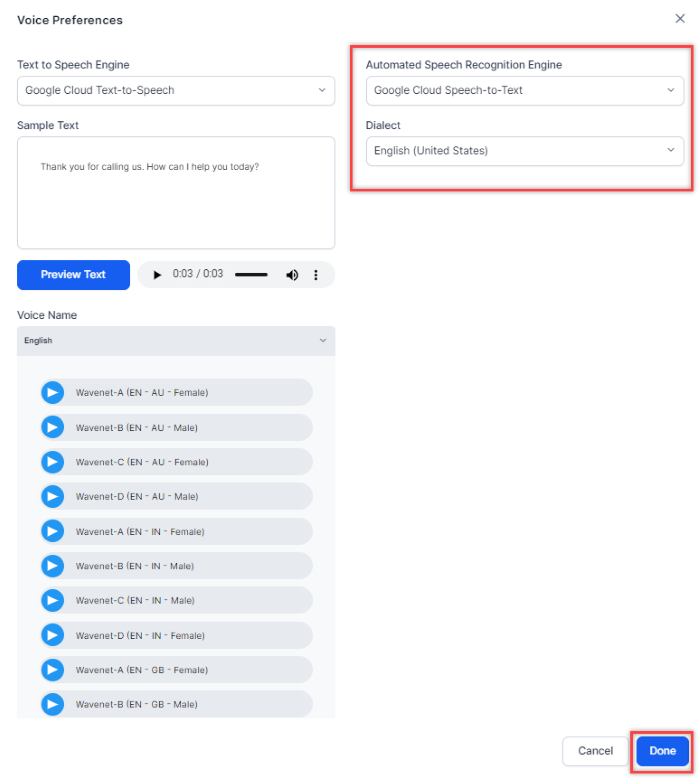 Voice Preferences
Text to Speech Engine
Google Cloud Text-to-Speech
Sample Text
Thank you for calling us. How can I help you today?
Preview Text
0:03 / 0:03
Voice Name
English
Wavenet-A (EN - AU - Female)
Wavenet-B (EN - AU - Male)
Wavenet-C (EN - AU - Female)
Wavenet-D (EN - AU - Male)
Wavenet-A (EN - IN - Female)
Wavenet-B (EN - IN - Male)
Wavenet-C (EN - IN - Male)
Wavenet-D (EN - IN - Female)
Wavenet-A (EN - GB - Female)
Wavenet-B (EN - GB - Male)
Automated Speech Recognition Engine
Google Cloud Speech-to-Text
Dialect
English (United States)
Cancel
Done